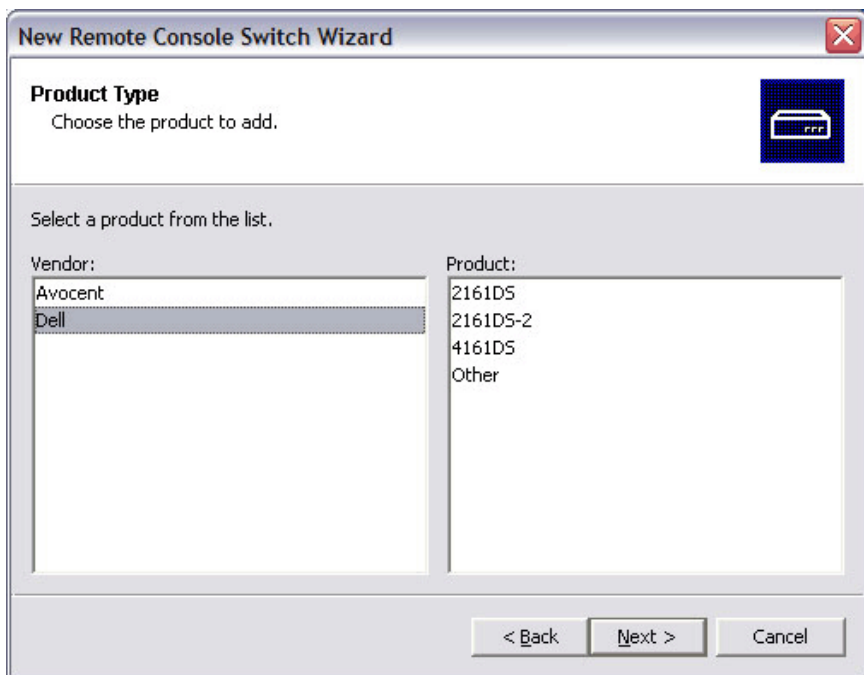 New Remote Console Switch Wizard
Product Type
Choose the product to add.
Select a product from the list.
Vendor:
Avocent
Dell
Product:
2161DS
2161DS-2
4161DS
Other
< Back
Next >
Cancel